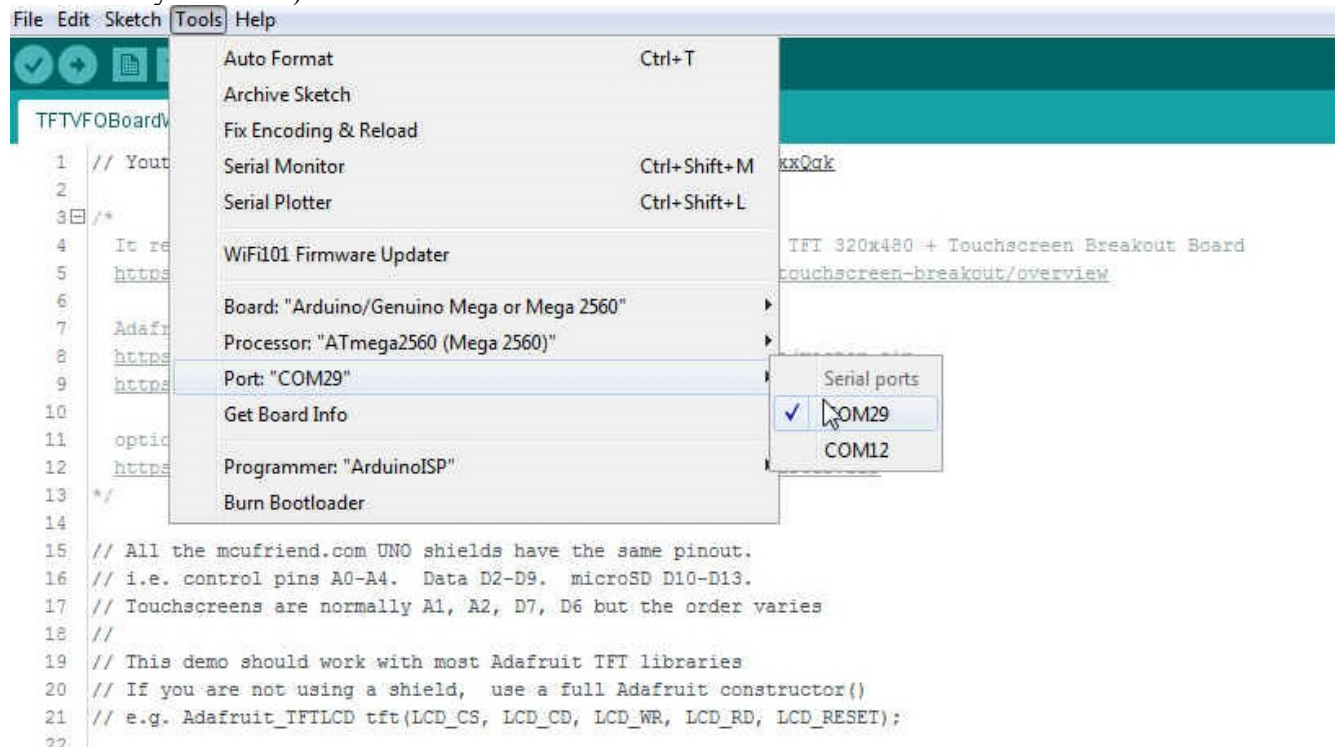 File Edit Sketch Tools Help
Auto Format Ctrl+T
Archive Sketch
TFTVFOBoardV
Fix Encoding & Reload
1 // Yout
Serial Monitor Ctrl+Shift+M
xxQqk
2
Serial Plotter Ctrl+Shift+L
3 /*
4 It re
WiFi101 Firmware Updater
TFT 320x480 + Touchscreen Breakout Board
5 https
touchscreen-breakout/overview
6
Board: "Arduino/Genuino Mega or Mega 2560"
7 Adafr
Processor: "ATmega2560 (Mega 2560)"
8 https
9 https
Port: "COM29"
Serial ports
10
Get Board Info
✓ COM29
11 optio
COM12
12 https
Programmer: "ArduinoISP"
13 */
Burn Bootloader
14
15 // All the mcufriend.com UNO shields have the same pinout.
16 // i.e. control pins A0-A4. Data D2-D9. microSD D10-D13.
17 // Touchscreens are normally A1, A2, D7, D6 but the order varies
18 //
19 // This demo should work with most Adafruit TFT libraries
20 // If you are not using a shield, use a full Adafruit constructor()
21 // e.g. Adafruit_TFTLCD tft(LCD_CS, LCD_CD, LCD_WR, LCD_RD, LCD_RESET);
22